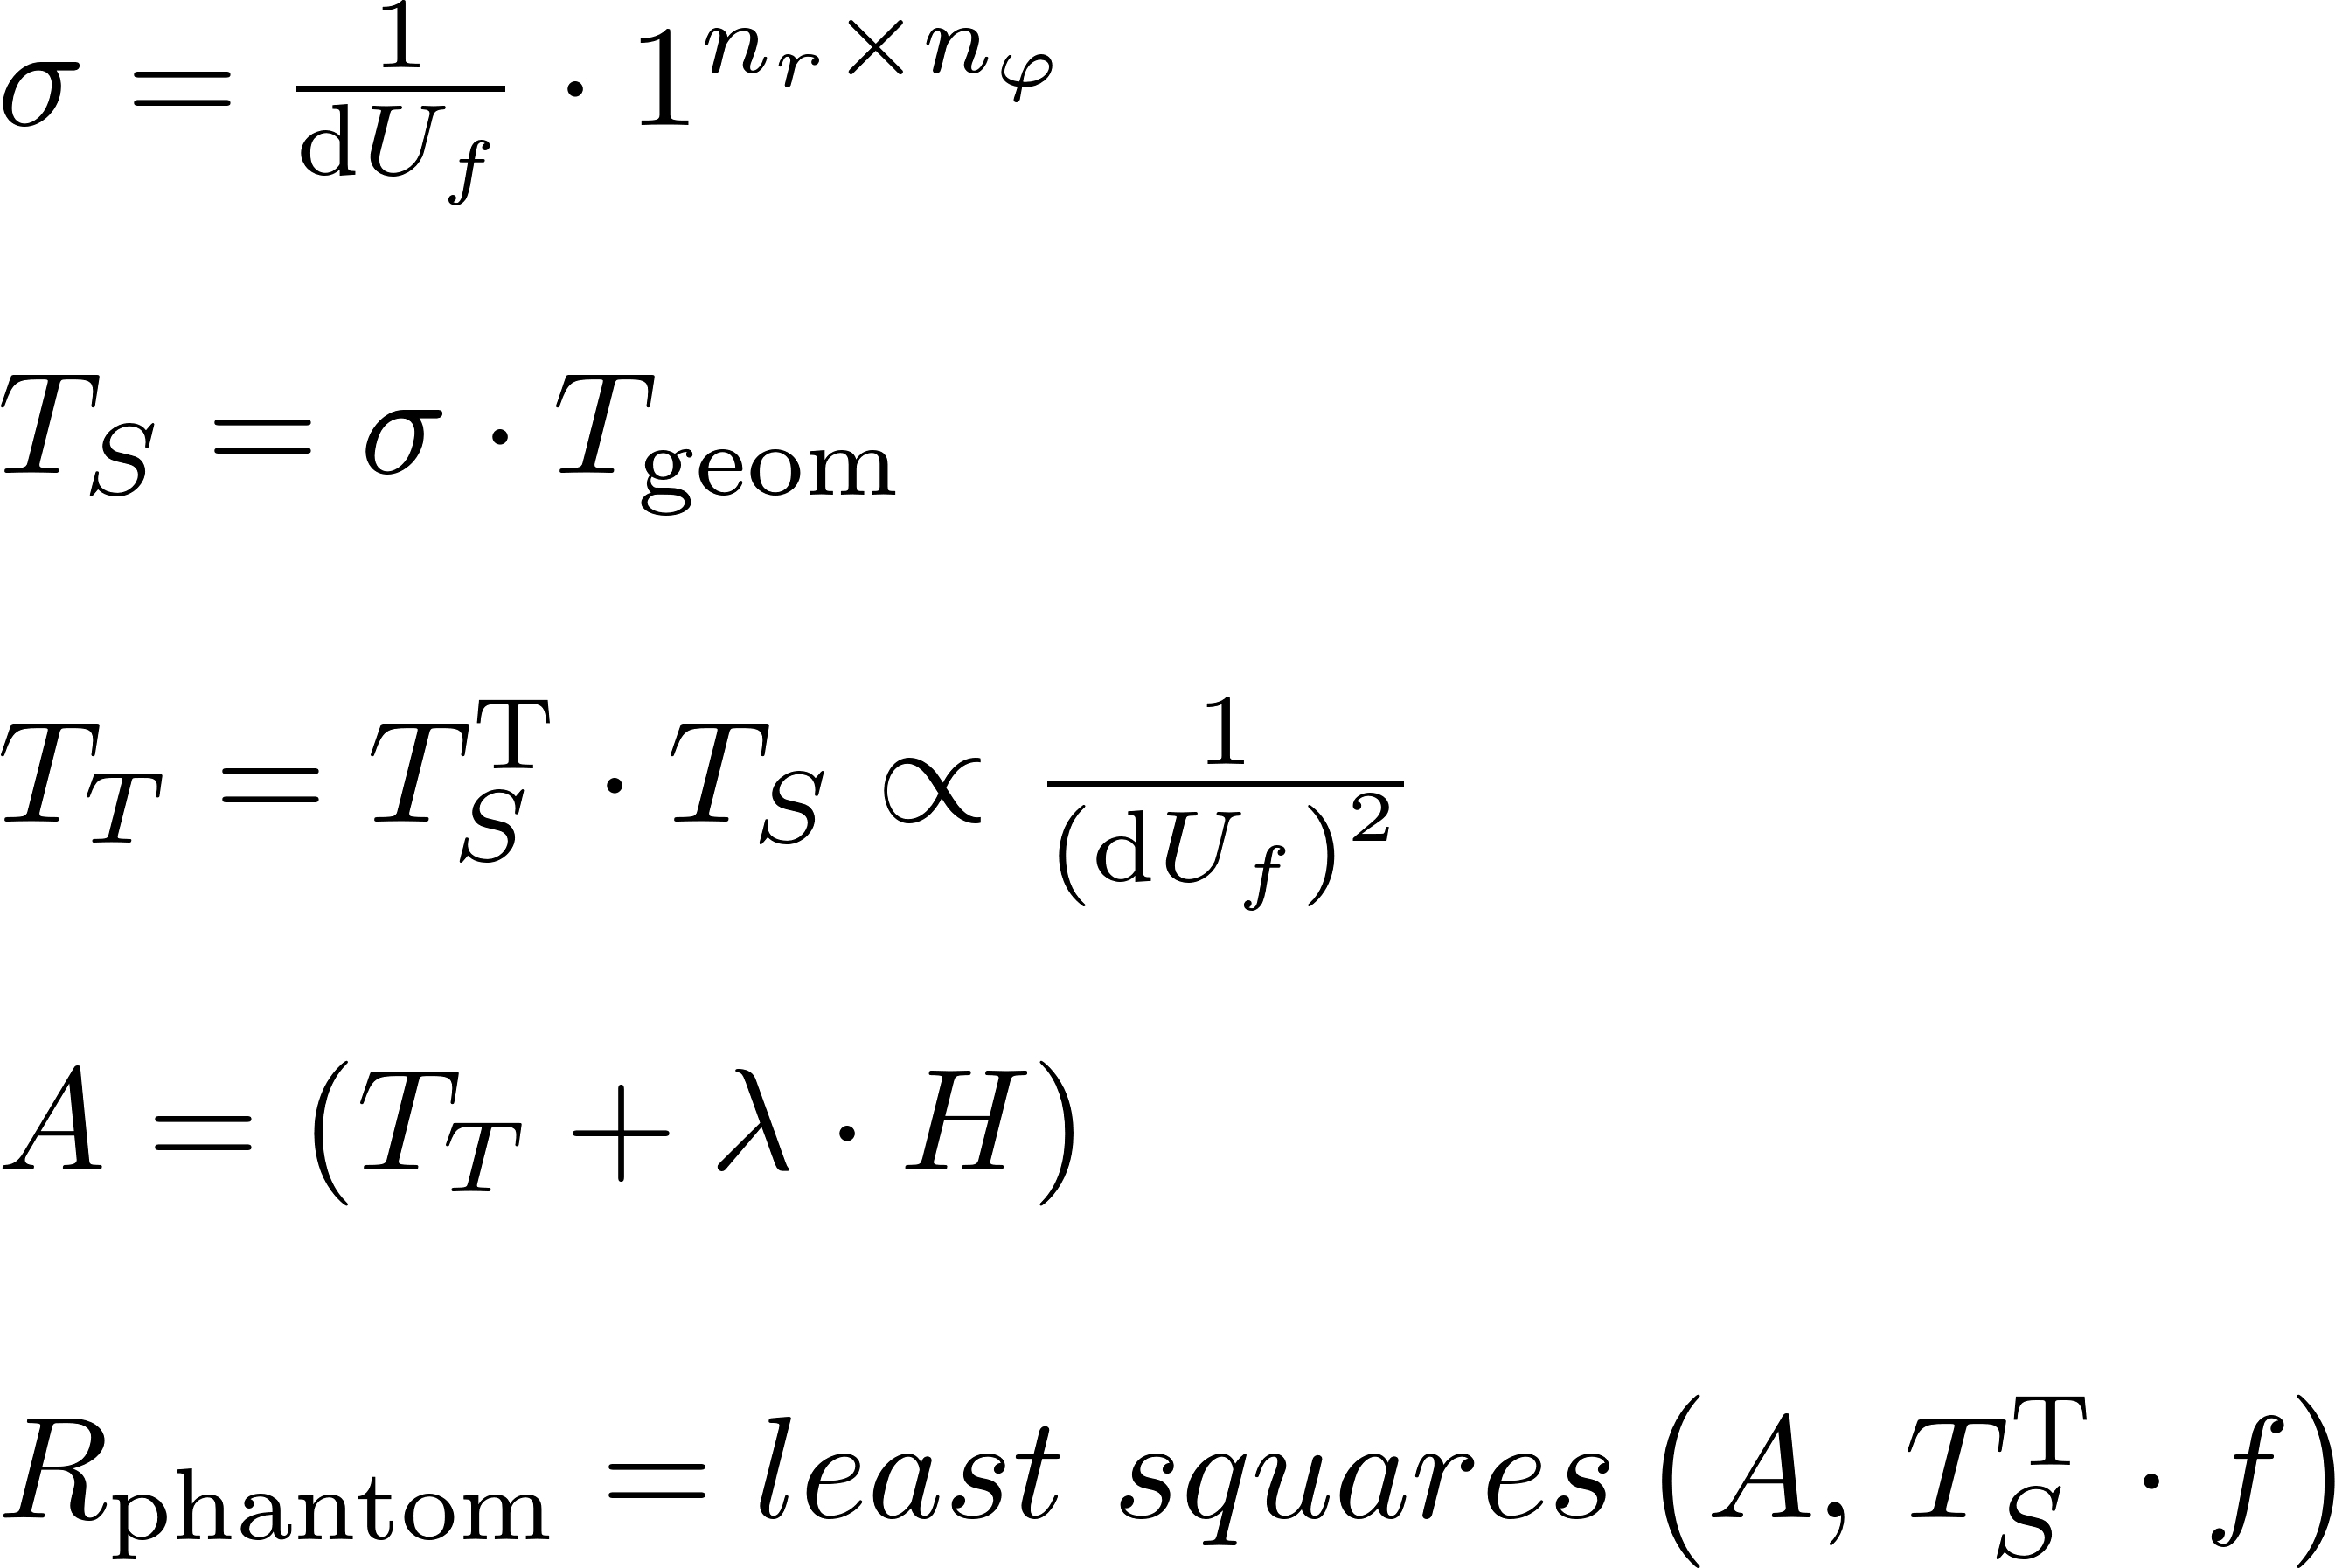 σ = 1/(dU_f) · 1^{n_r × n_φ}
T_S = σ · T_geom
T_T = T_S^T · T_S ∝ 1/(dU_f)^2
A = (T_T + λ · H)
R_phantom = least squares (A, T_S^T · f)